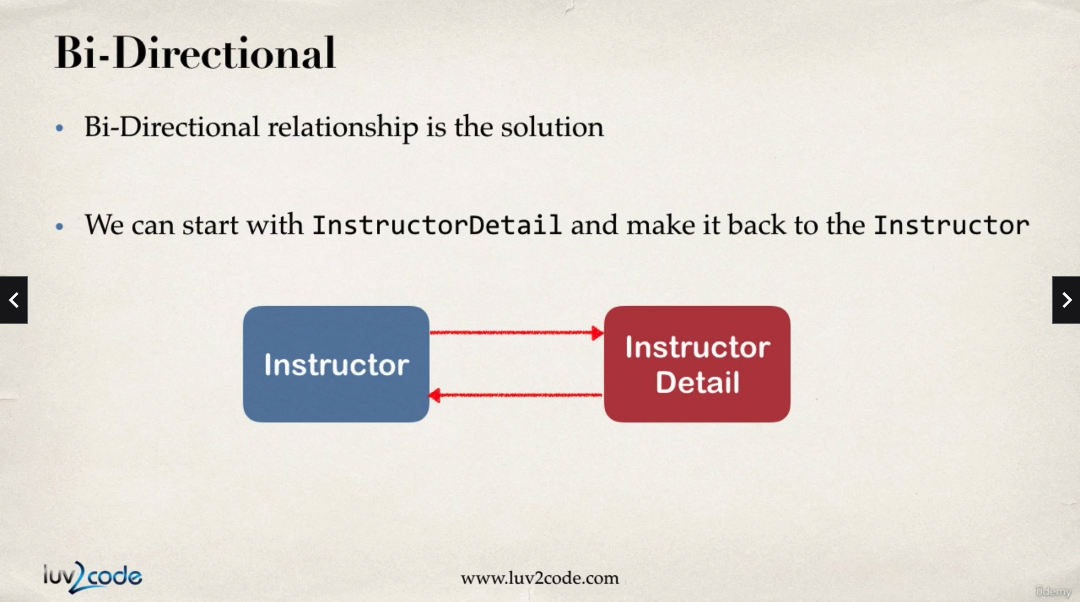 Bi-Directional
• Bi-Directional relationship is the solution
• We can start with InstructorDetail and make it back to the Instructor
Instructor
Instructor
Detail
luv2code
www.luv2code.com
Udemy